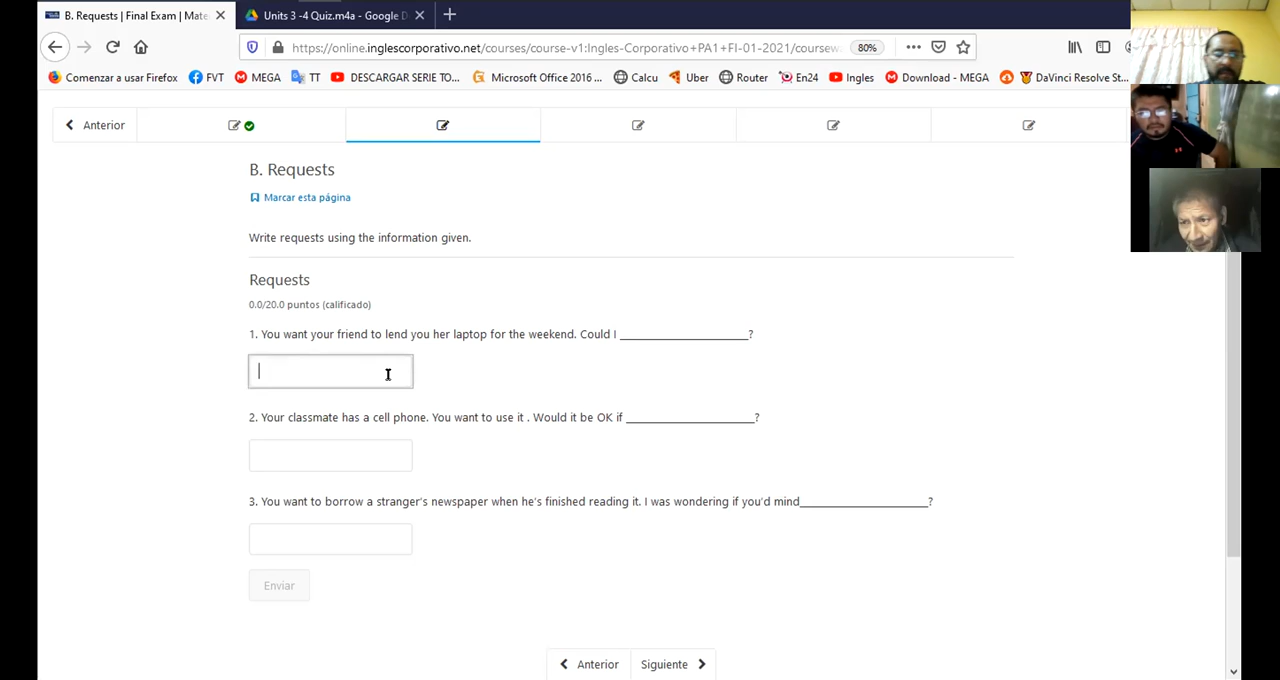 B. Requests | Final Exam | Mate
Units 3 -4 Quiz.m4a - Google D
https://online.inglescorporativo.net/courses/course-v1:Ingles-Corporativo+PA1+FI-01-2021/coursew
80%
Comenzar a usar Firefox
FVT
MEGA
TT
DESCARGAR SERIE TO...
Microsoft Office 2016 ...
Calcu
Uber
Router
En24
Ingles
Download - MEGA
DaVinci Resolve St...
Anterior
B. Requests
Marcar esta página
Write requests using the information given.
Requests
0.0/20.0 puntos (calificado)
1. You want your friend to lend you her laptop for the weekend. Could I ____________________?
2. Your classmate has a cell phone. You want to use it . Would it be OK if ____________________?
3. You want to borrow a stranger's newspaper when he's finished reading it. I was wondering if you'd mind____________________?
Enviar
Anterior
Siguiente